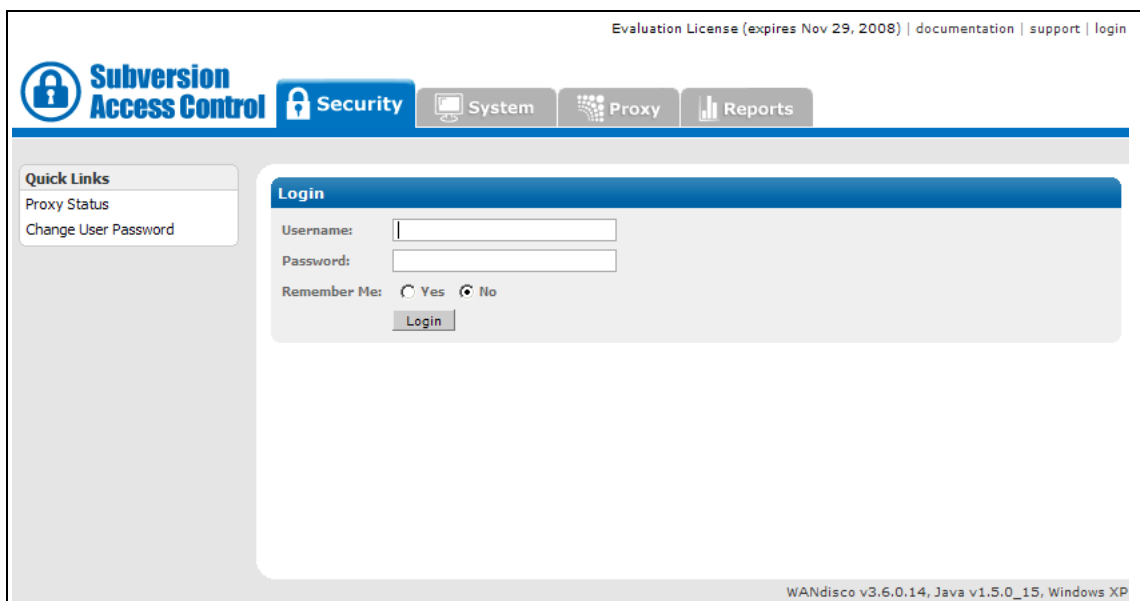 Evaluation License (expires Nov 29, 2008) | documentation | support | login
Subversion
Access Control
Security
System
Proxy
Reports
Quick Links
Proxy Status
Change User Password
Login
Username:
Password:
Remember Me: Yes No
Login
WANdisco v3.6.0.14, Java v1.5.0_15, Windows XP